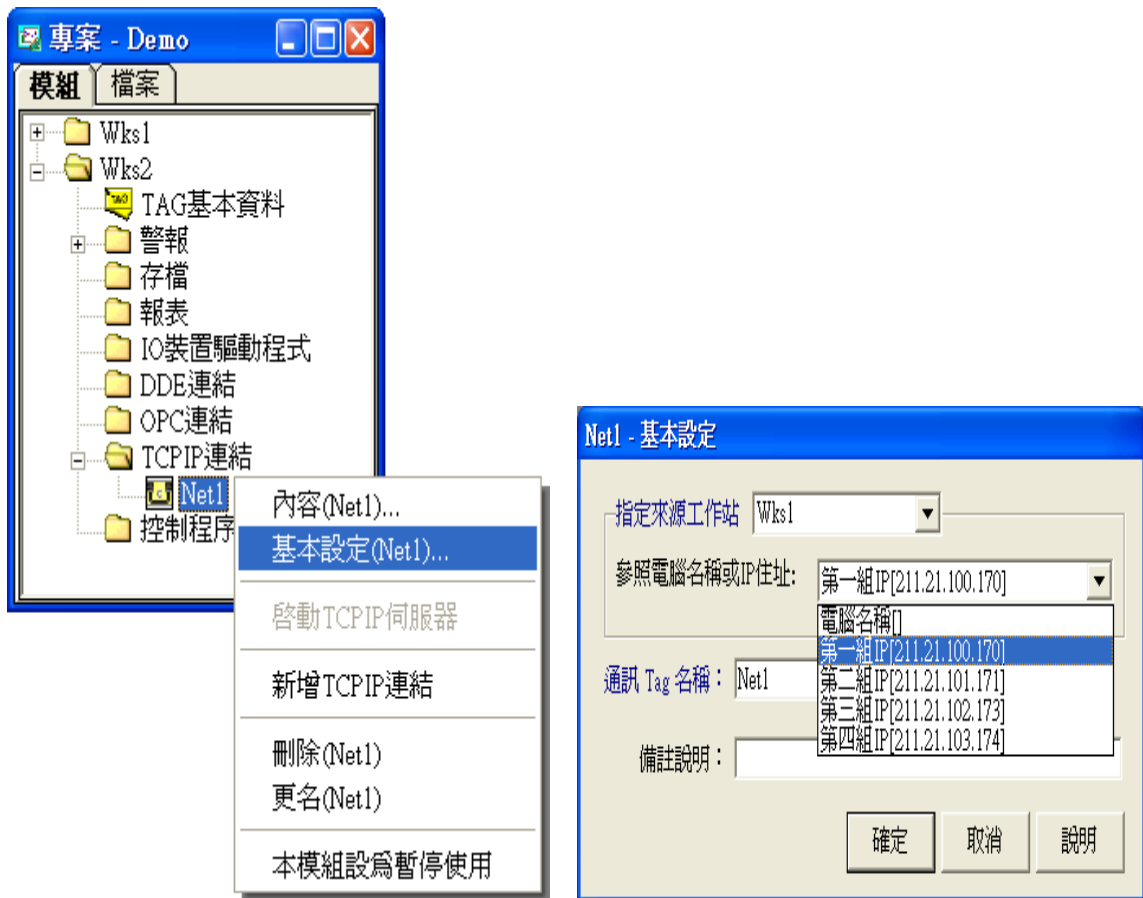 專案 - Demo
模組 檔案
Wks1
Wks2
TAG基本資料
警報
存檔
報表
IO裝置驅動程式
DDE連結
OPC連結
TCPIP連結
Net1
控制程序
內容(Net1)...
基本設定(Net1)...
啓動TCPIP伺服器
新增TCPIP連結
刪除(Net1)
更名(Net1)
本模組設爲暫停使用
Net1 - 基本設定
指定來源工作站 Wks1
參照電腦名稱或IP住址: 第一組IP[211.21.100.170]
電腦名稱[]
第一組IP[211.21.100.170]
第二組IP[211.21.101.171]
第三組IP[211.21.102.173]
第四組IP[211.21.103.174]
通訊 Tag 名稱： Net1
備註說明：
確定 取消 說明